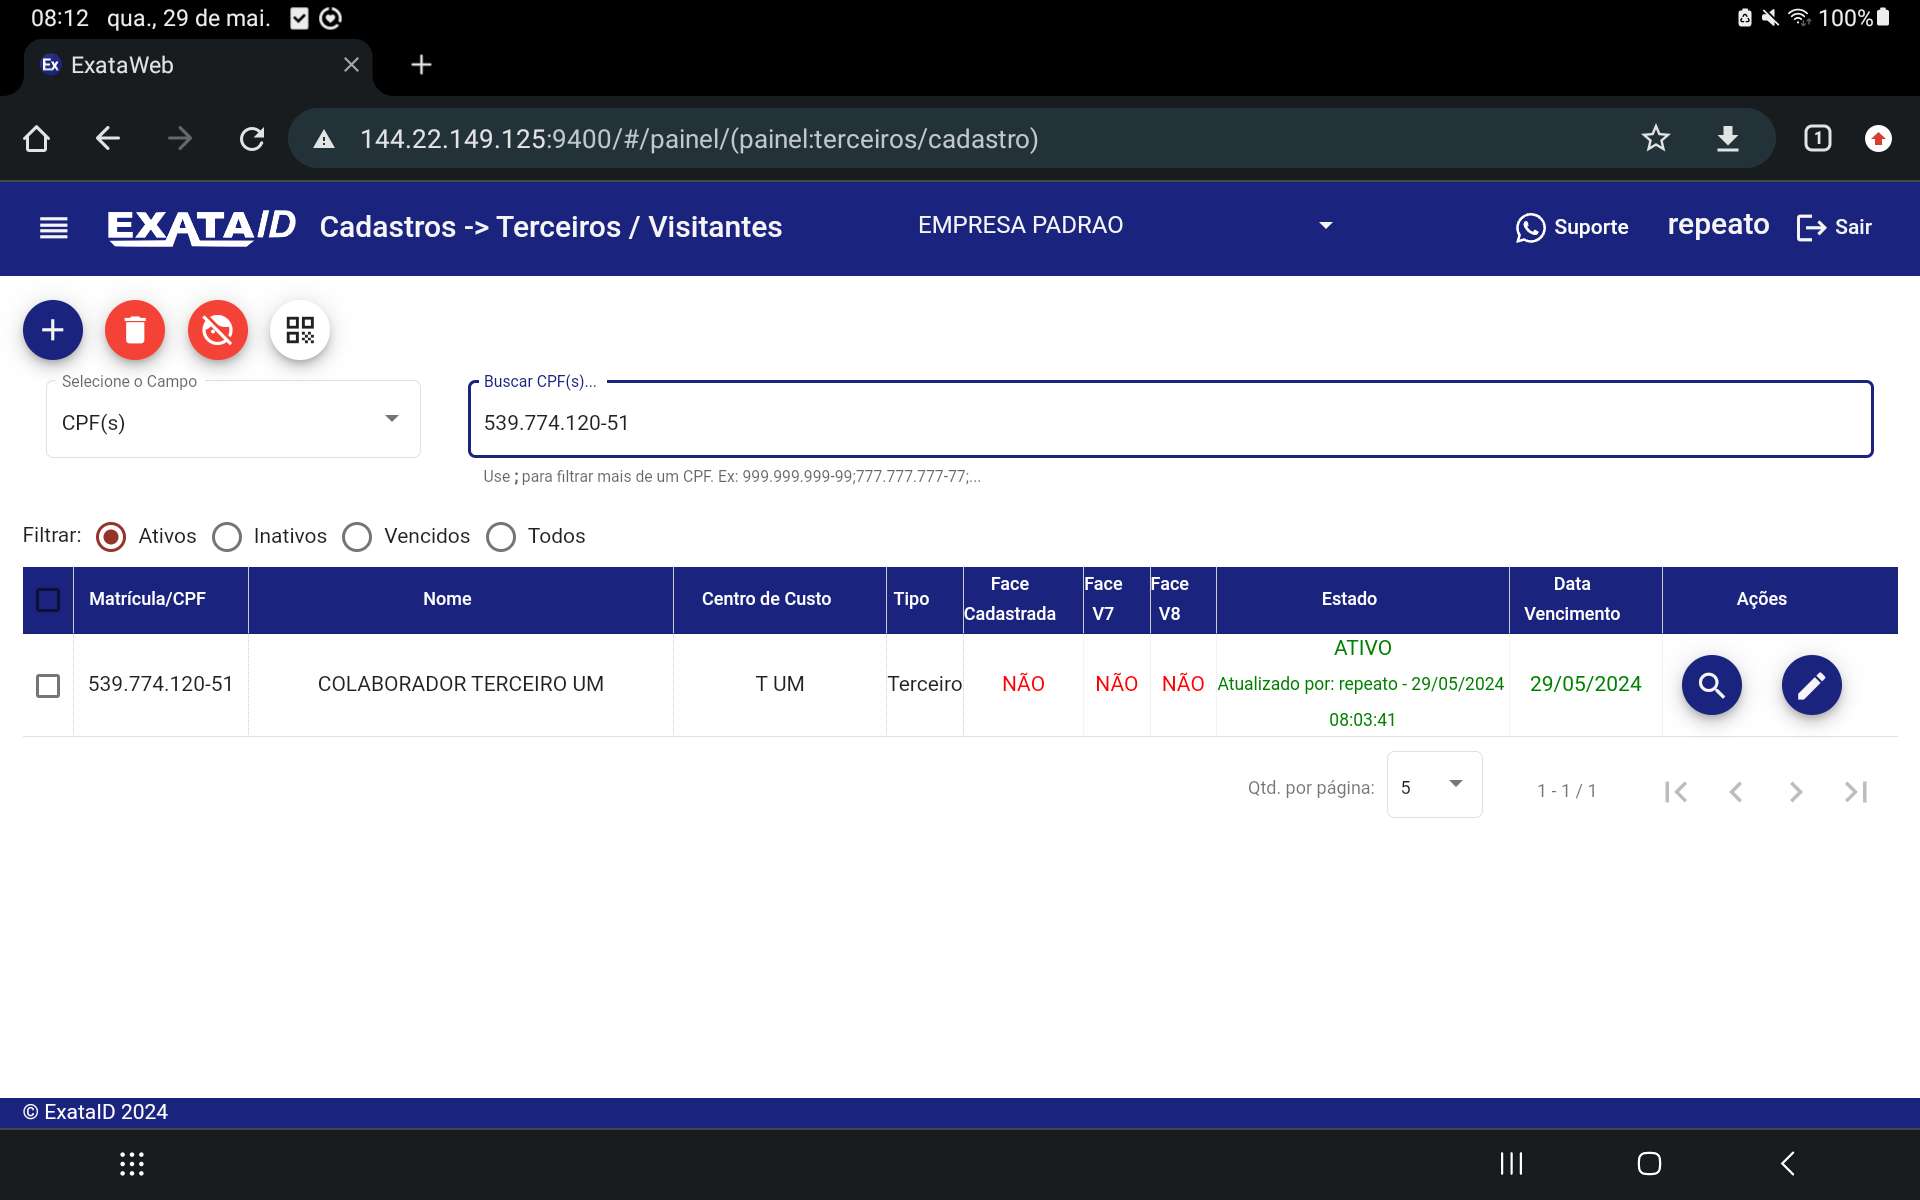 08:12 qua., 29 de mai.
100%
Ex ExataWeb
144.22.149.125:9400/#/painel/(painel:terceiros/cadastro)
1
EXATAID Cadastros -> Terceiros / Visitantes
EMPRESA PADRAO
Suporte
repeato
Sair
Selecione o Campo
CPF(s)
Buscar CPF(s)...
539.774.120-51
Use ; para filtrar mais de um CPF. Ex: 999.999.999-99;777.777.777-77;...
Filtrar: Ativos Inativos Vencidos Todos
Matrícula/CPF Nome Centro de Custo Tipo Face Cadastrada Face V7 Face V8 Estado Data Vencimento Ações
539.774.120-51 COLABORADOR TERCEIRO UM T UM Terceiro NÃO NÃO NÃO ATIVO
Atualizado por: repeato - 29/05/2024
08:03:41
29/05/2024
Qtd. por página: 5 1 - 1 / 1
© ExataID 2024